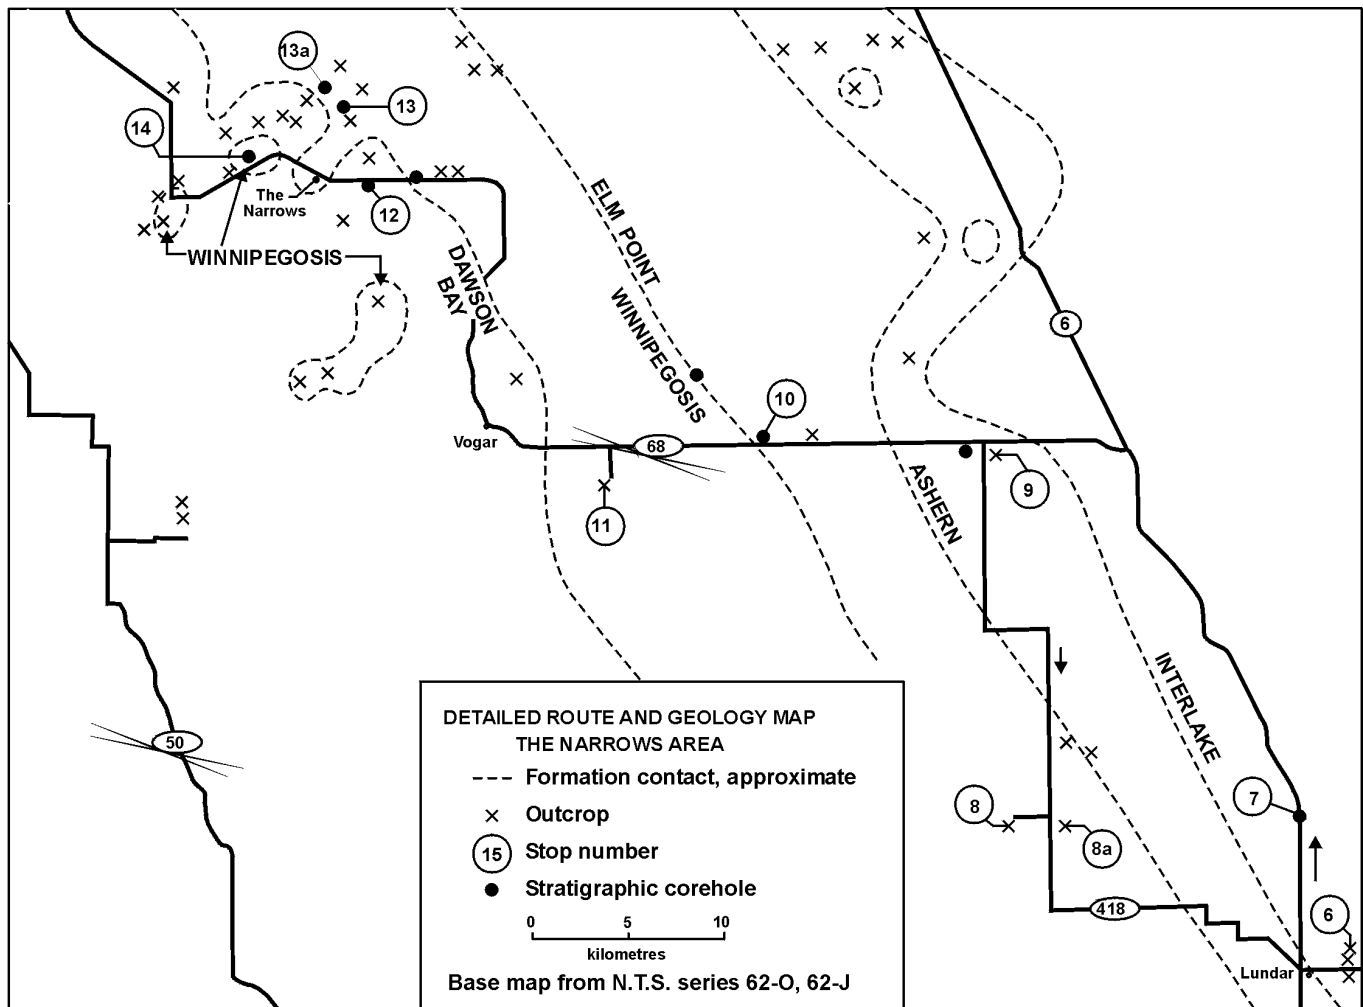 13a
13
14
The
Narrows
12
WINNIPEGOSIS
DAWSON
BAY
ELM POINT
WINNIPEGOSIS
6
10
Vogar
68
9
11
ASHERN
INTERLAKE
50
7
8
8a
418
6
Lundar
DETAILED ROUTE AND GEOLOGY MAP
THE NARROWS AREA
Formation contact, approximate
Outcrop
15 Stop number
Stratigraphic corehole
0 5 10
kilometres
Base map from N.T.S. series 62-O, 62-J